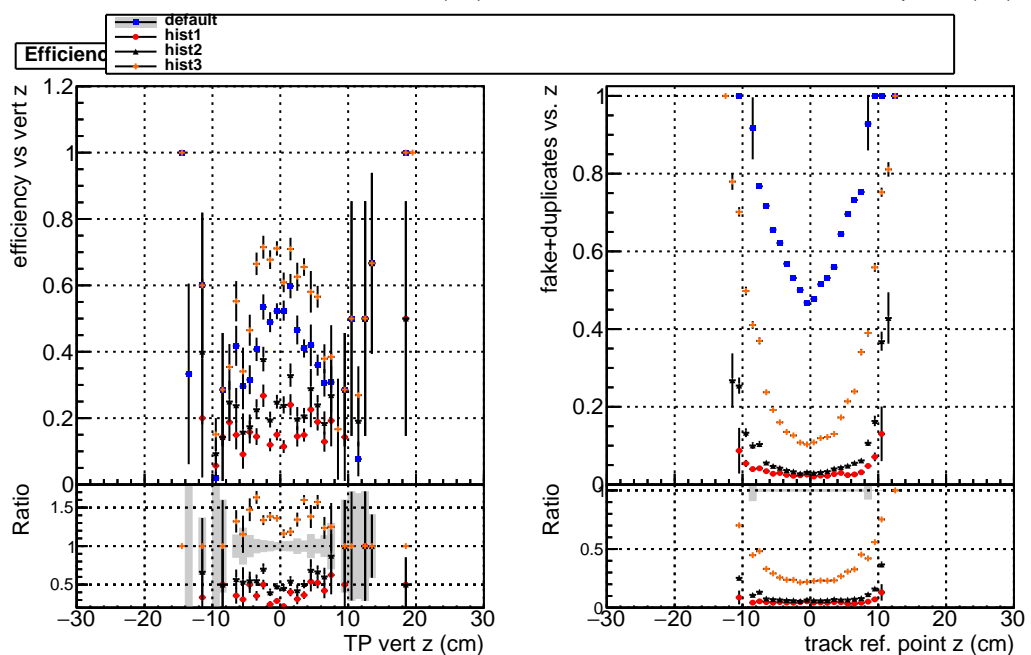 default
hist1
hist2
hist3
Efficienc
efficiency vs vert z
1.2
1
0.8
0.6
0.4
0.2
0
Ratio
1.5
1
0.5
−30 −20 −10 0 10 20 30
TP vert z (cm)
fake+duplicates vs. z
1
0.8
0.6
0.4
0.2
0
Ratio
1
0.5
0
−30 −20 −10 0 10 20 30
track ref. point z (cm)